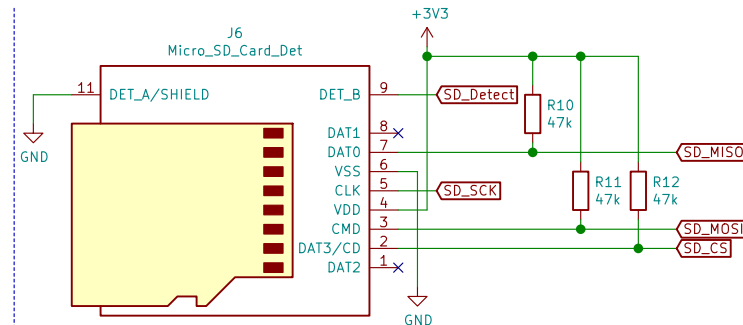 +3V3
J6
Micro_SD_Card_Det
11
DET_A/SHIELD
DET_B
9
SD_Detect
R10
47k
GND
DAT1
8
DAT0
7
SD_MISO
VSS
6
CLK
5
SD_SCK
R11
47k
R12
47k
VDD
4
CMD
3
SD_MOSI
DAT3/CD
2
SD_CS
DAT2
1
GND